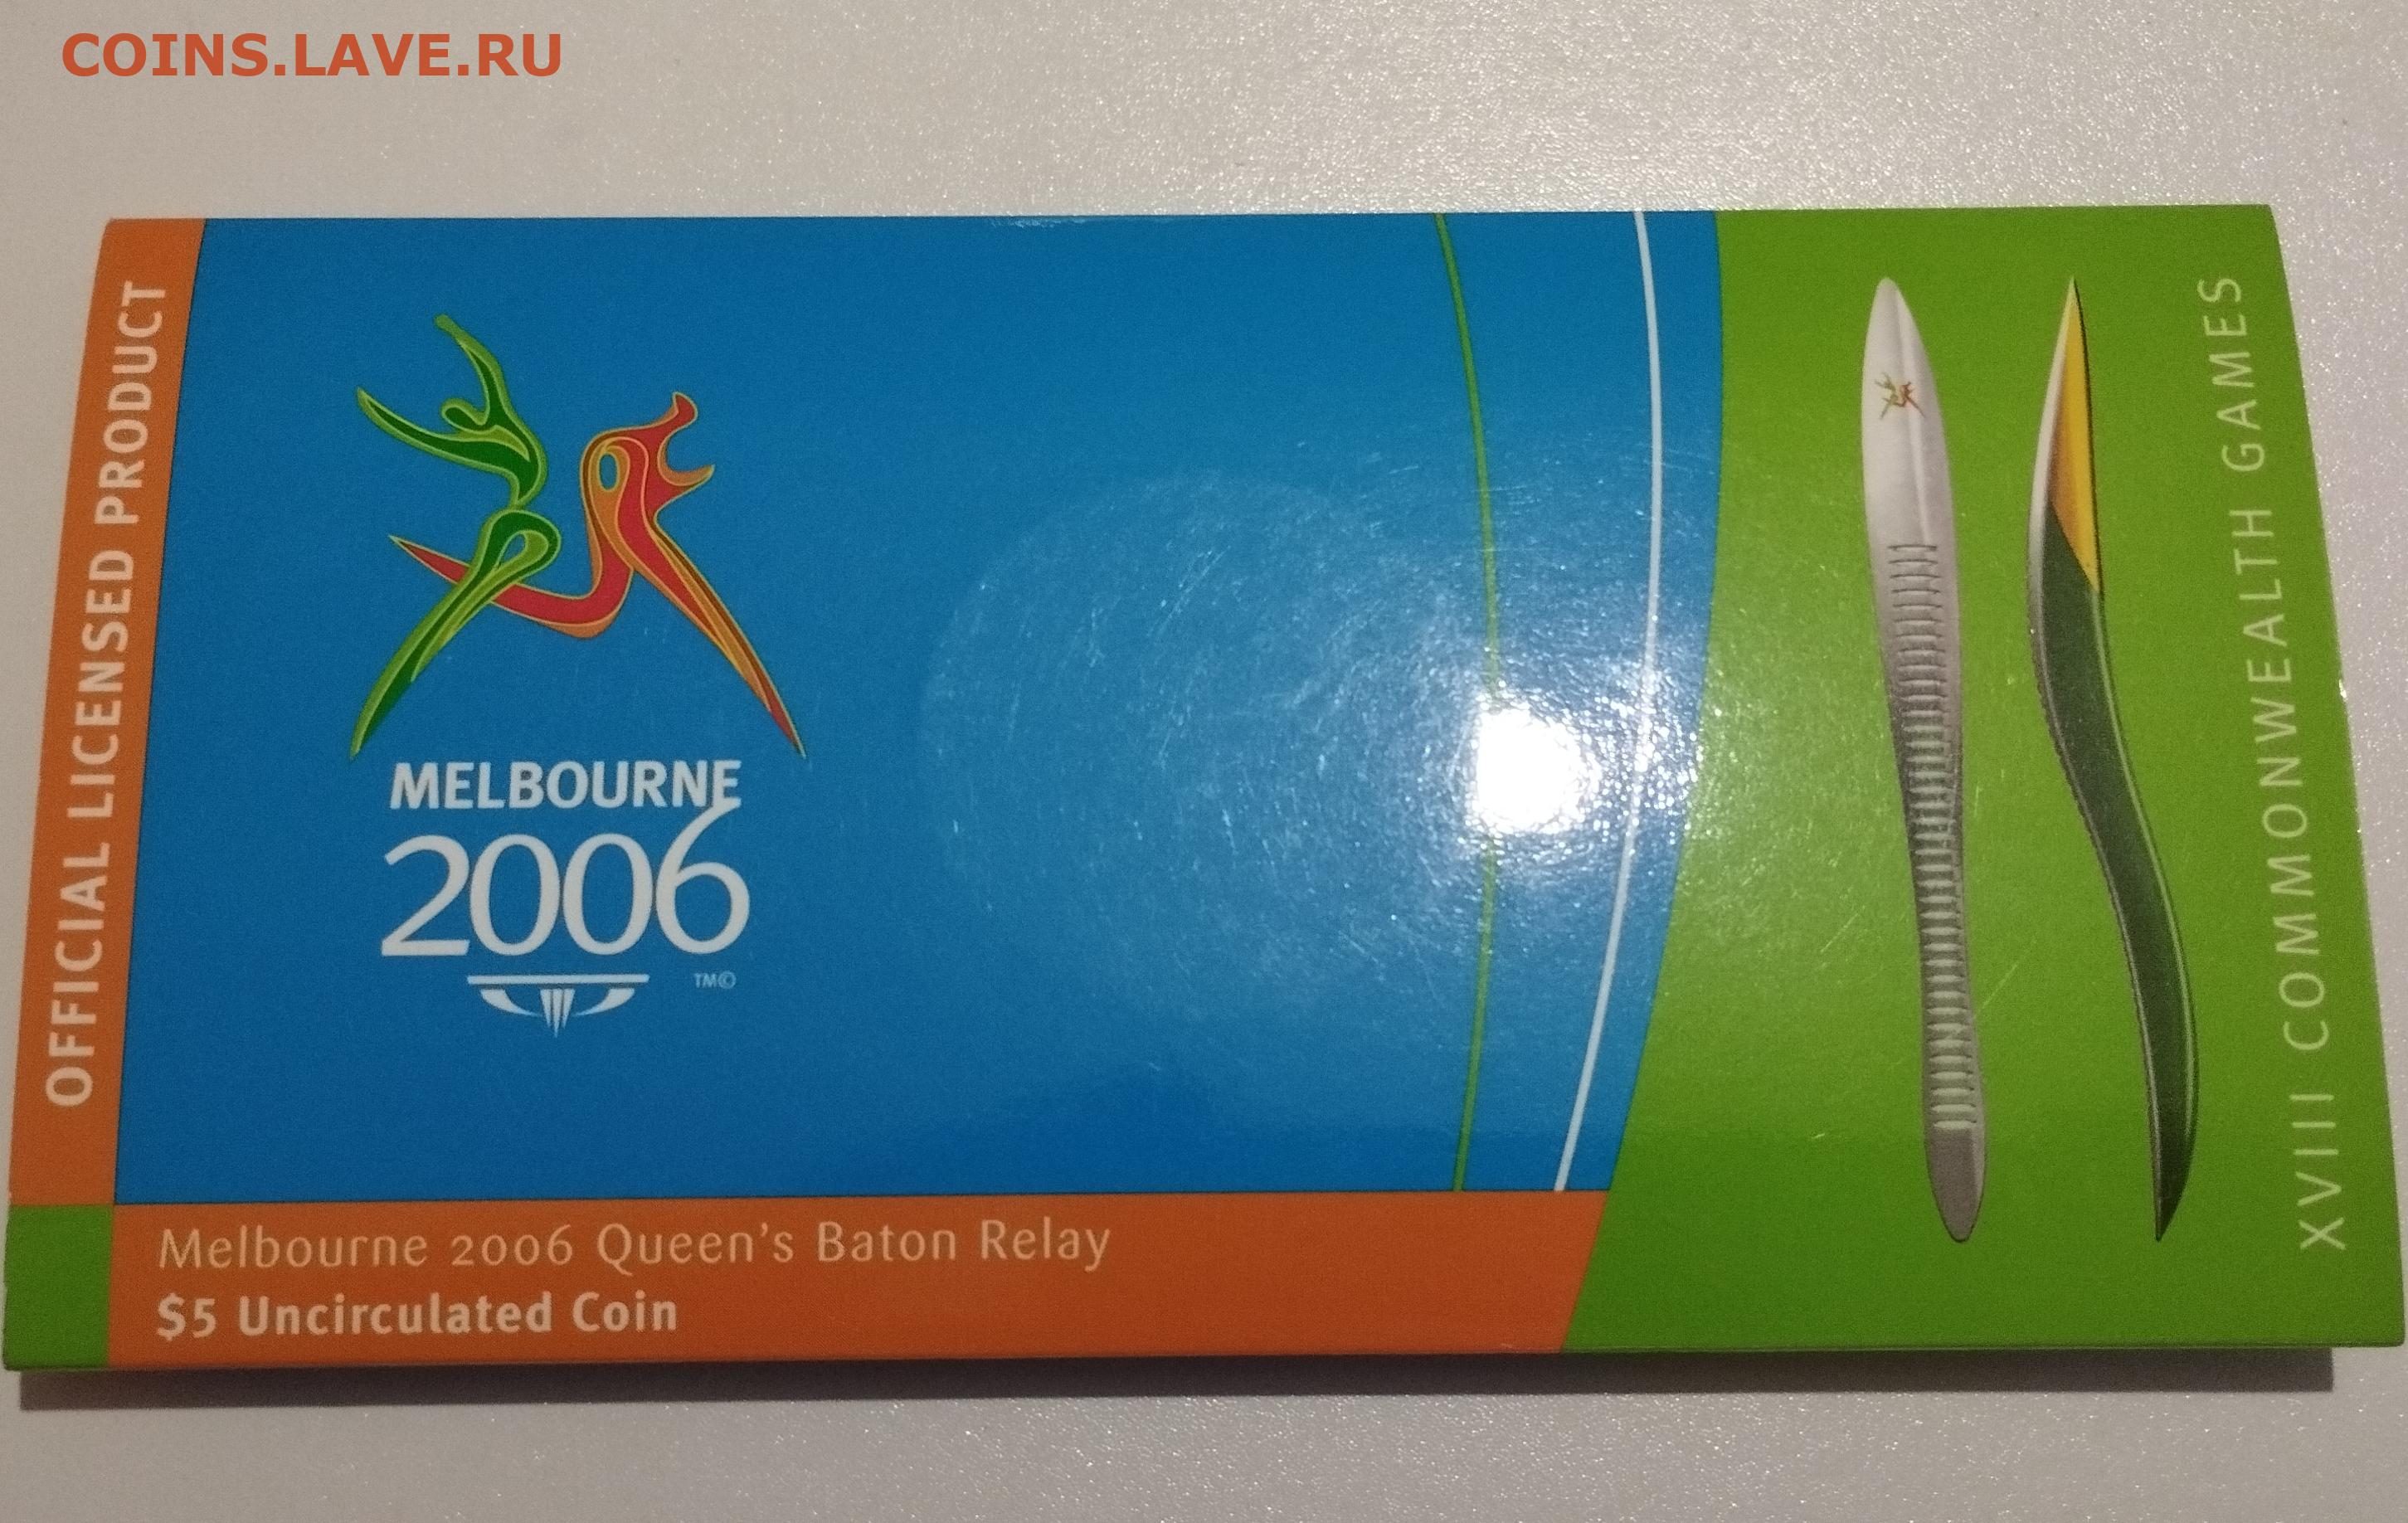 COINS.LAVE.RU
OFFICIAL LICENSED PRODUCT
MELBOURNE
2006
TM©
Melbourne 2006 Queen's Baton Relay
$5 Uncirculated Coin
XVIII COMMONWEALTH GAMES